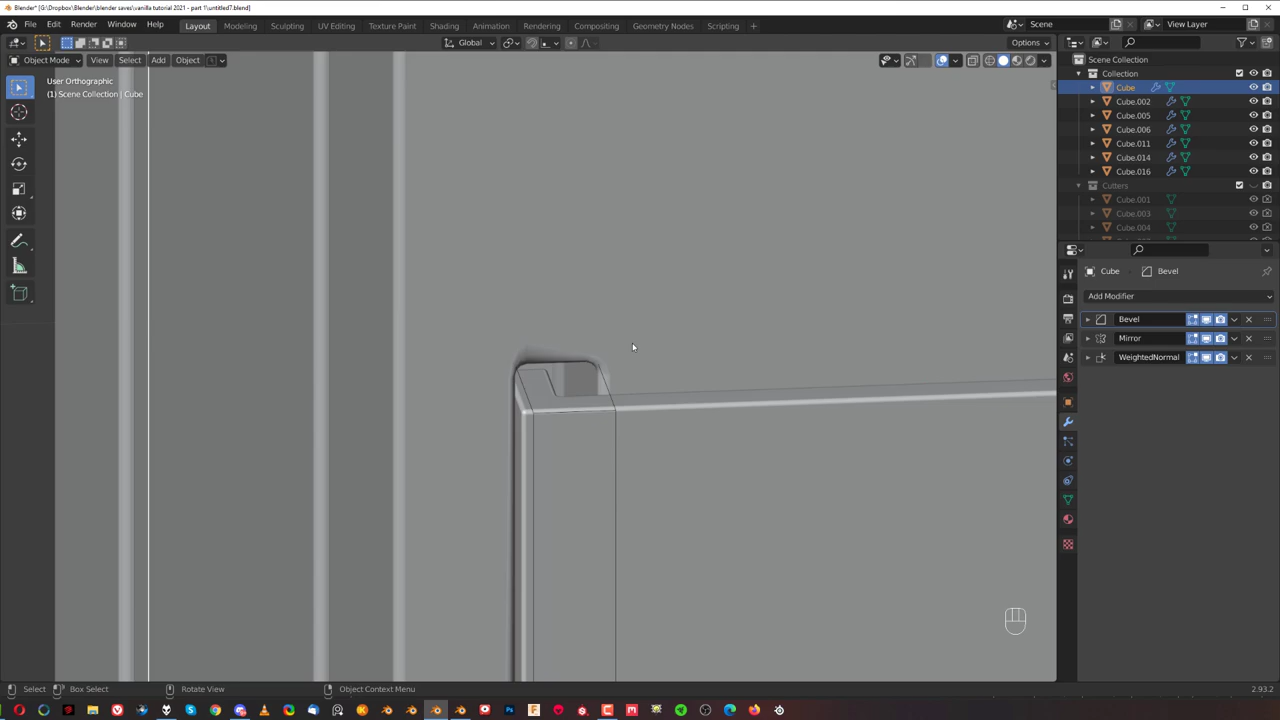 Blender* [G:\Dropbox\Blender\blender saves\vanilla tutorial 2021 - part 1\untitled7.blend]
File Edit Render Window Help Layout Modeling Sculpting UV Editing Texture Paint Shading Animation Rendering Compositing Geometry Nodes Scripting + Scene View Layer
Global Options
Object Mode View Select Add Object
User Orthographic
(1) Scene Collection | Cube
Scene Collection
Collection
Cube
Cube.002
Cube.005
Cube.006
Cube.011
Cube.014
Cube.016
Cutters
Cube.001
Cube.003
Cube.004
Cube Bevel
Add Modifier
Bevel
Mirror
WeightedNormal
Select Box Select Rotate View Object Context Menu 2.93.2